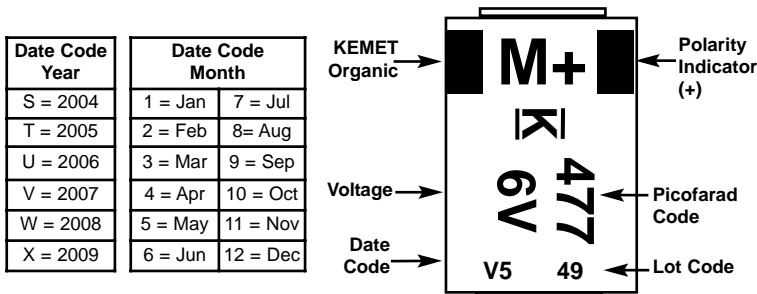 Date Code
Year
S = 2004
T = 2005
U = 2006
V = 2007
W = 2008
X = 2009
Date Code
Month
1 = Jan 7 = Jul
2 = Feb 8= Aug
3 = Mar 9 = Sep
4 = Apr 10 = Oct
5 = May 11 = Nov
6 = Jun 12 = Dec
KEMET
Organic
Voltage
Date
Code
M+
K
6V
477
V5 49
Polarity
Indicator
(+)
Picofarad
Code
Lot Code